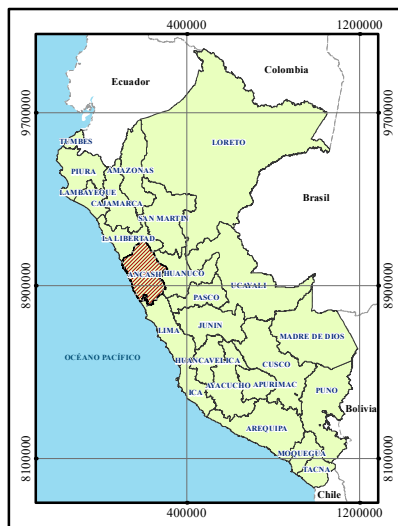 400000
1200000
Ecuador
Colombia
9700000
9700000
TUMBES
LORETO
PIURA
AMAZONAS
LAMBAYEQUE
CAJAMARCA
Brasil
SAN MARTIN
LA LIBERTAD
ANCASH
HUANUCO
8900000
8900000
UCAYALI
PASCO
LIMA
JUNIN
MADRE DE DIOS
OCÉANO PACÍFICO
HUANCAVELICA
CUSCO
ICA
AYACUCHO
APURIMAC
PUNO
Bolivia
AREQUIPA
MOQUEGUA
8100000
8100000
TACNA
Chile
400000
1200000